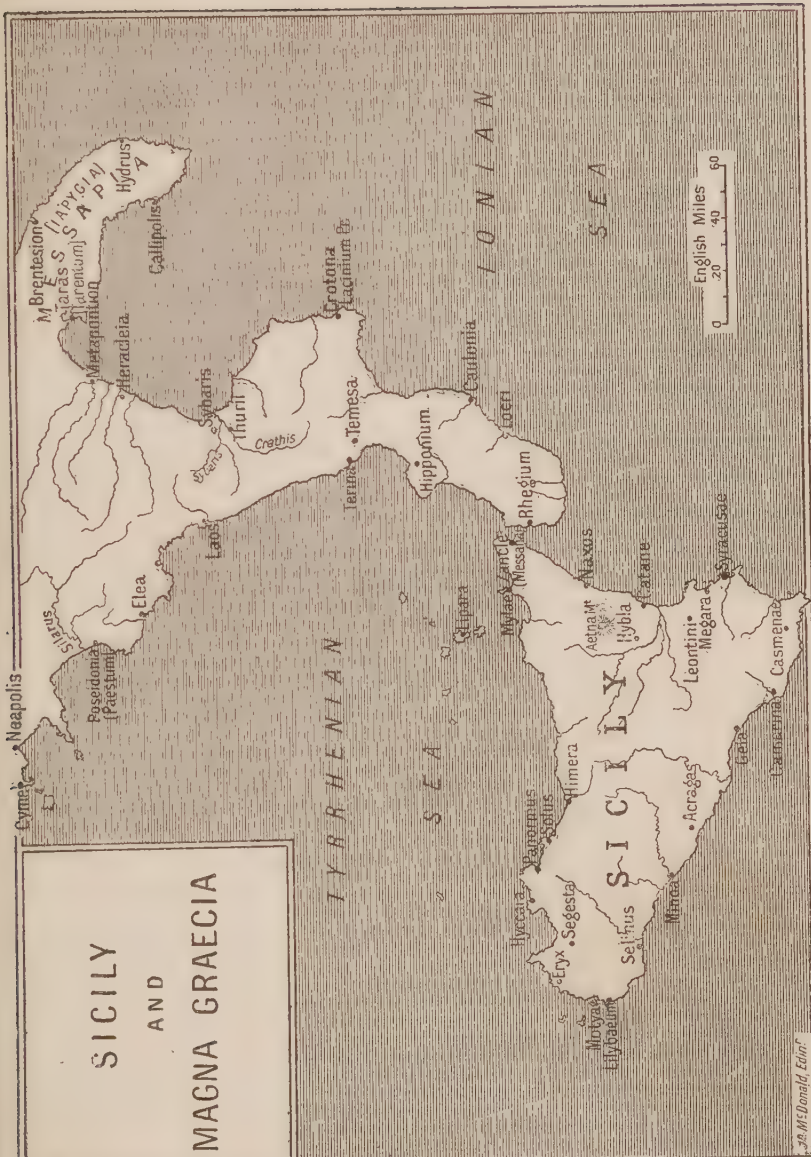 SICILY
AND
MAGNA GRAECIA
Cyme
Neapolis
Silarus
Poseidonia
(Paestum)
Elea
Laos
M E S S A P I A
(IAPYGIA)
Brentesion
Taras
(Tarentum)
Metapontion
Heracleia
Callipolis
Hydrus
Sybaris
Thurii
Crathis
Terina
Temesa
Crotona
Lacinium Pr.
Hipponium
Caulonia
Locri
Rhegium
TYRRHENIAN
SEA
IONIAN
SEA
Lipara
Mylae
Zancle
(Messana)
Naxus
Aetna Mt
Hybla
Catane
Leontini
Megara
Syracusae
Casmenae
Camarina
Gela
Acragas
Minoa
Selinus
SICILY
Himera
Solus
Panormus
Hyccara
Segesta
Eryx
Motya
Lilybaeum
English Miles
0 20 40 60
McDonald, Edinr